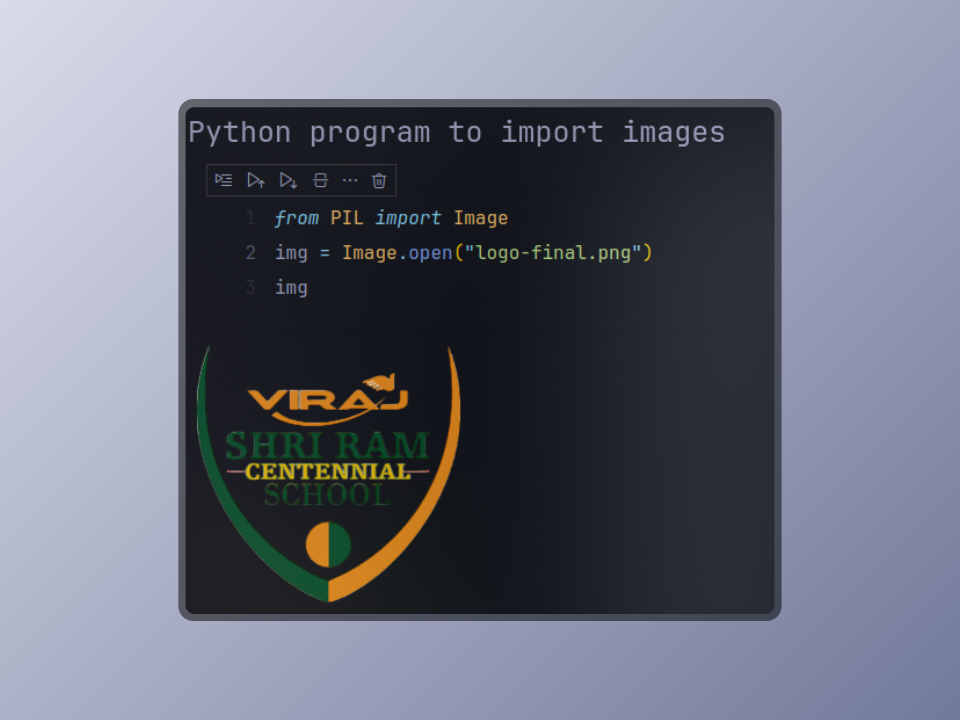 Python program to import images
1 from PIL import Image
2 img = Image.open("logo-final.png")
3 img
VIRAJ
SHRI RAM
CENTENNIAL
SCHOOL